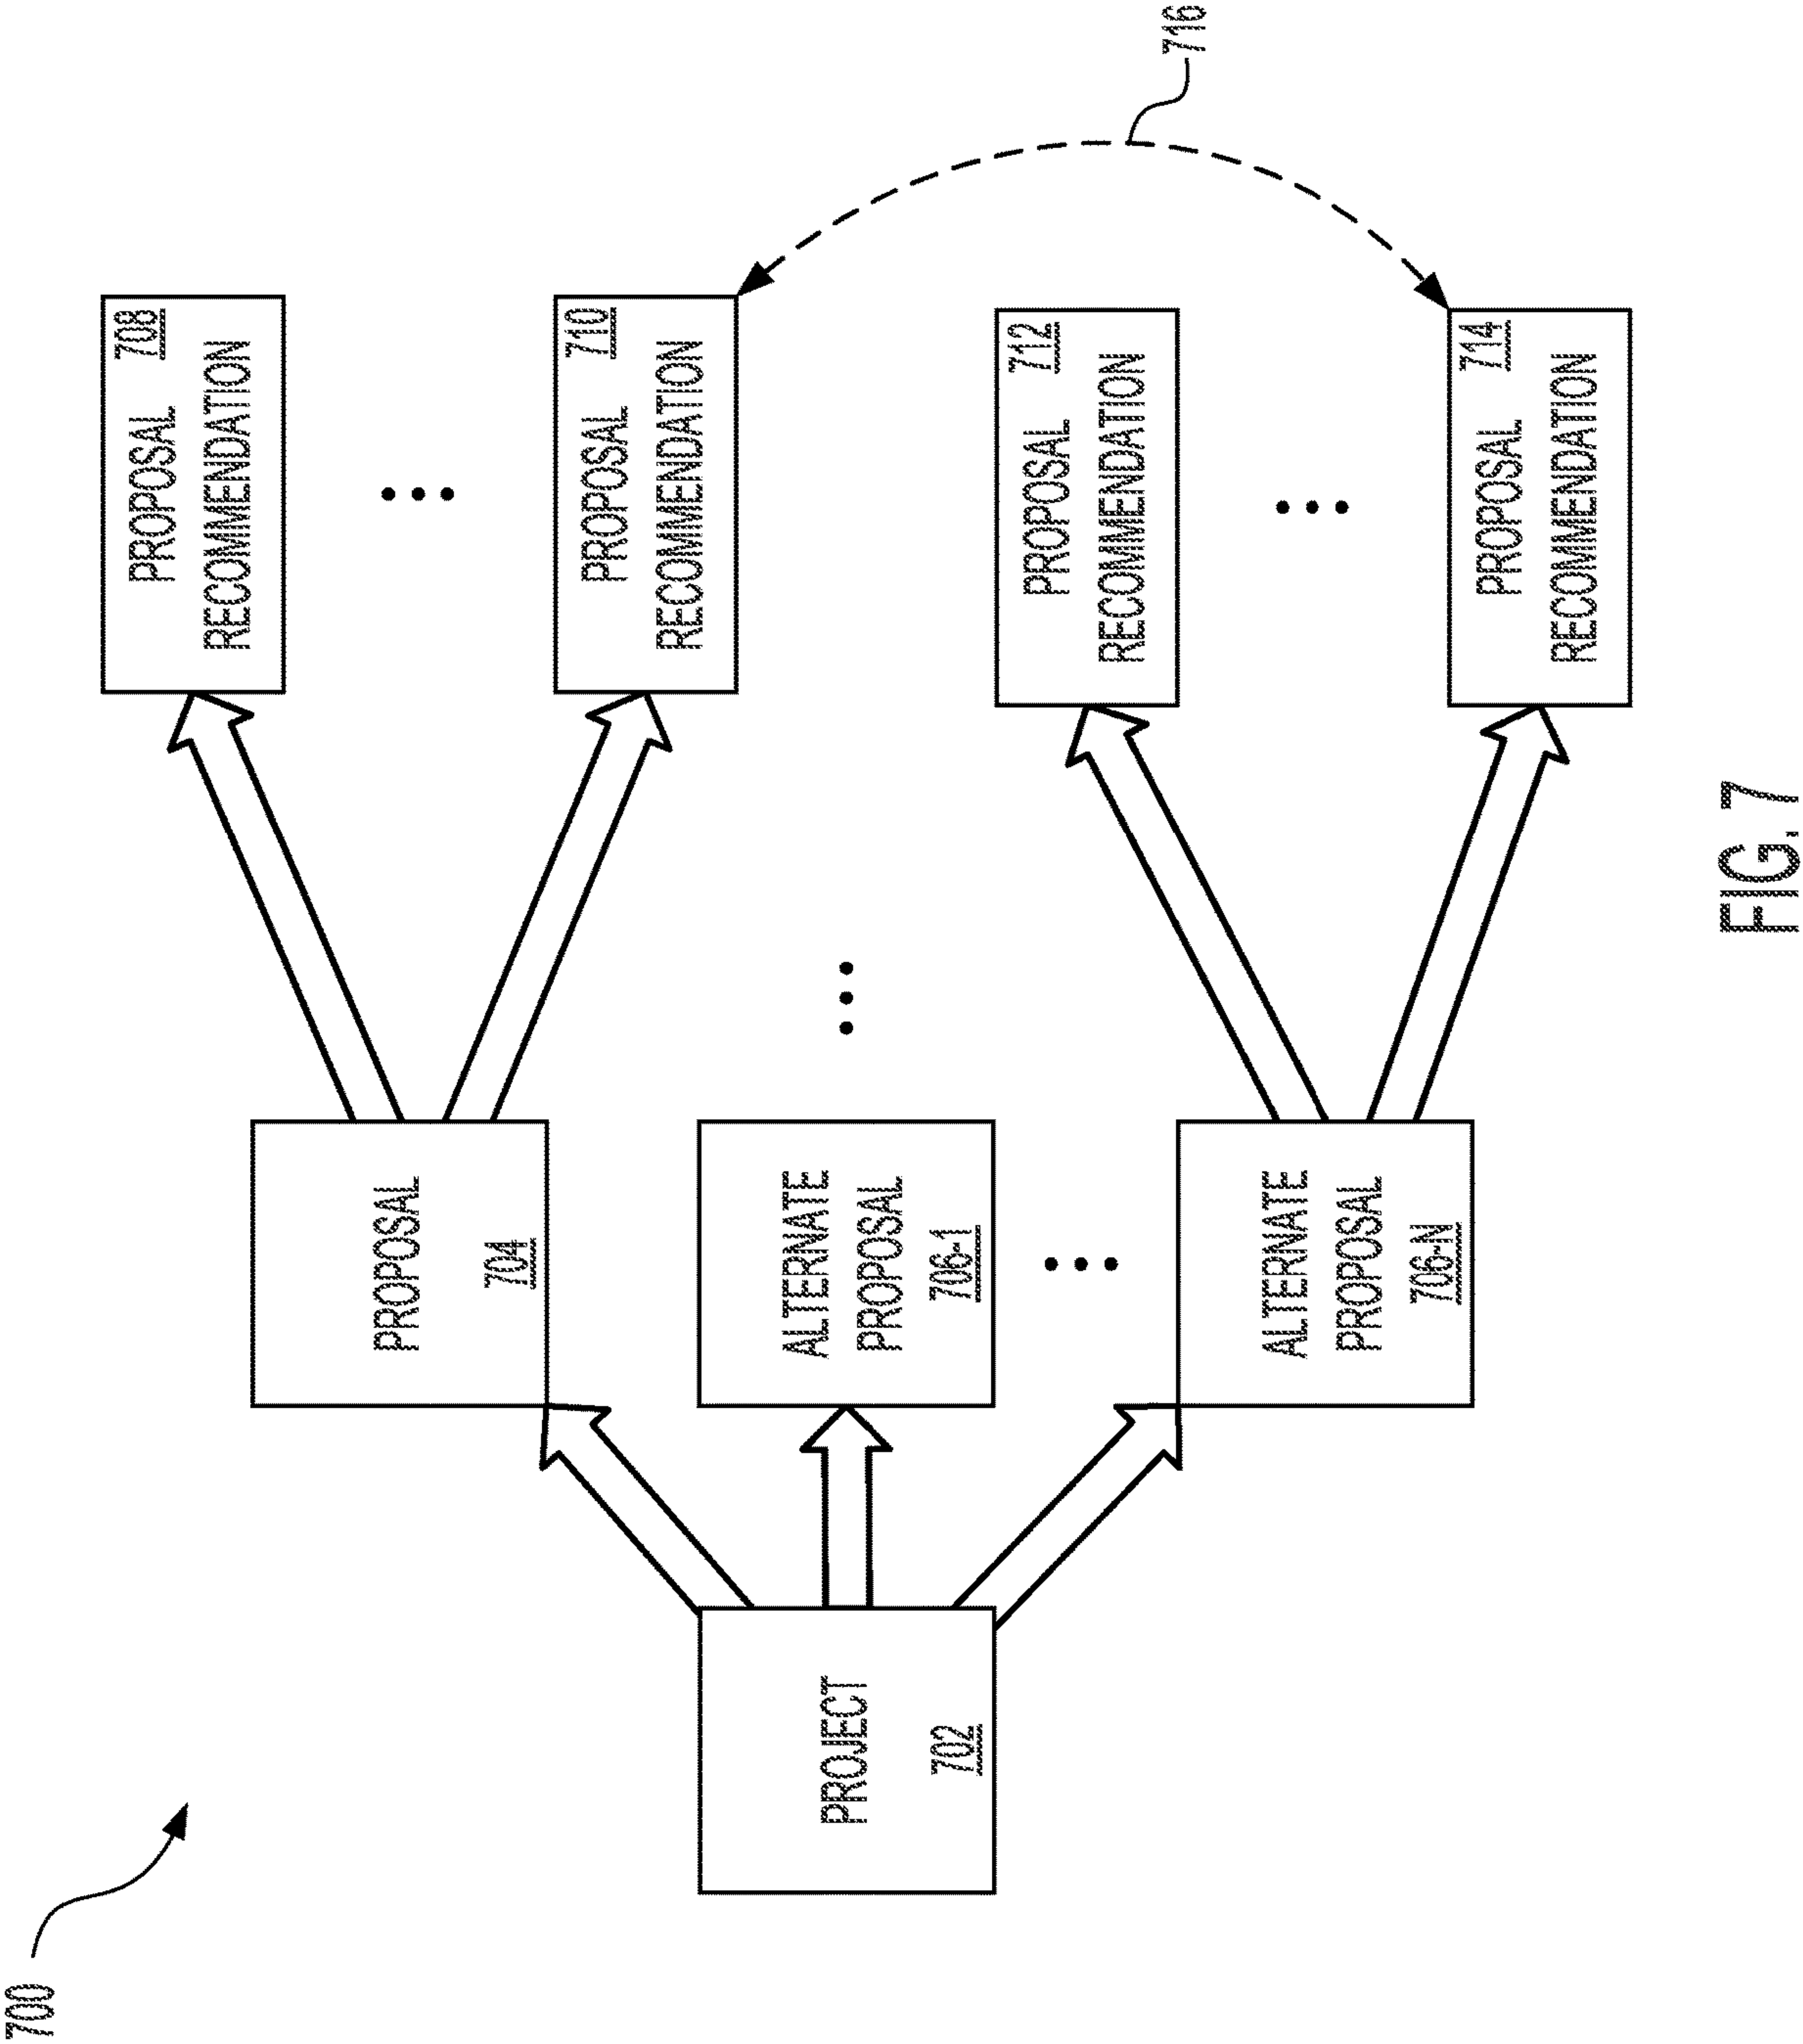 700
PROJECT
702
PROPOSAL
704
ALTERNATE
PROPOSAL
706-1
ALTERNATE
PROPOSAL
706-N
708
PROPOSAL
RECOMMENDATION
710
PROPOSAL
RECOMMENDATION
712
PROPOSAL
RECOMMENDATION
714
PROPOSAL
RECOMMENDATION
716
FIG. 7